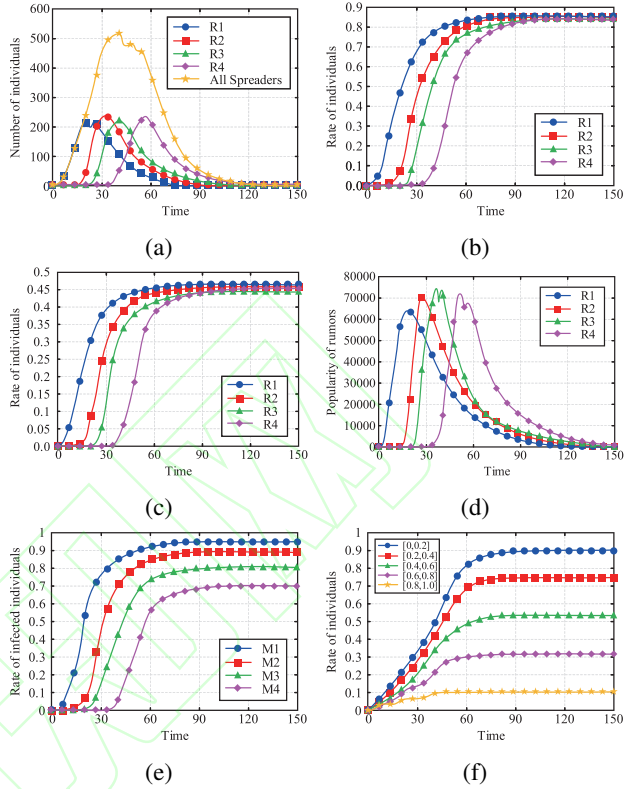 600
500
400
300
200
100
0
Number of individuals
0 30 60 90 120 150
Time
R1
R2
R3
R4
All Spreaders
(a)
0.9
0.8
0.7
0.6
0.5
0.4
0.3
0.2
0.1
0.0
Rate of individuals
0 30 60 90 120 150
Time
R1
R2
R3
R4
(b)
0.5
0.45
0.4
0.35
0.3
0.25
0.2
0.15
0.1
0.05
0.0
Rate of individuals
0 30 60 90 120 150
Time
R1
R2
R3
R4
(c)
80000
70000
60000
50000
40000
30000
20000
10000
0
Popularity of rumors
0 30 60 90 120 150
Time
R1
R2
R3
R4
(d)
1
0.9
0.8
0.7
0.6
0.5
0.4
0.3
0.2
0.1
0
Rate of infected individuals
0 30 60 90 120 150
Time
M1
M2
M3
M4
(e)
1
0.9
0.8
0.7
0.6
0.5
0.4
0.3
0.2
0.1
0
Rate of individuals
0 30 60 90 120 150
Time
[0,0.2]
[0.2,0.4]
[0.4,0.6]
[0.6,0.8]
[0.8,1.0]
(f)